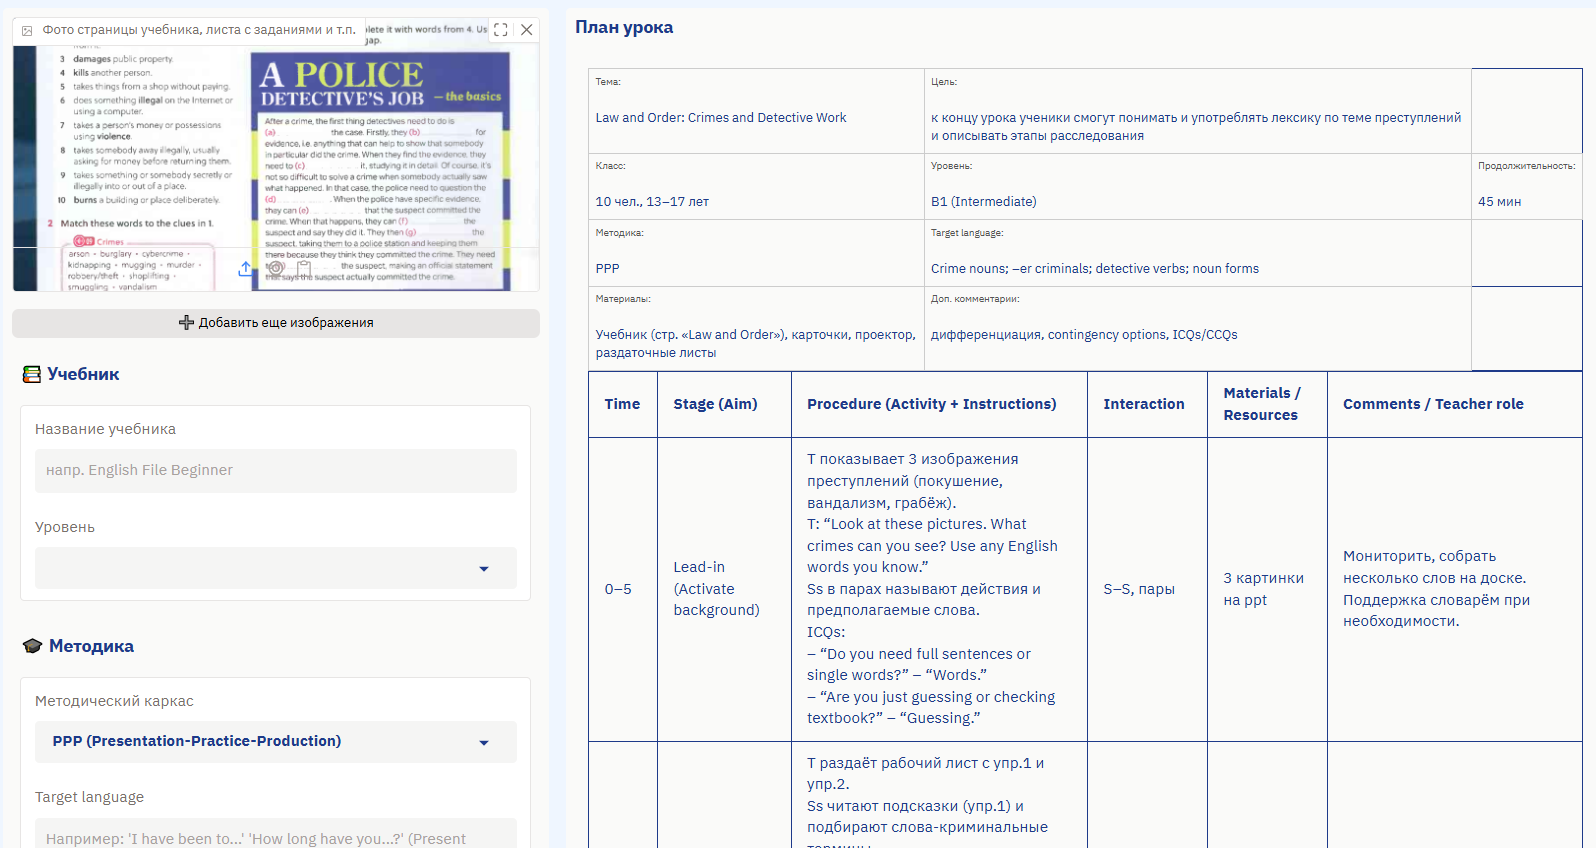 Фото страницы учебника, листа с заданиями и т.п.
plete it with words from 4. Us
gap.
3 damages public property.
4 kills another person.
5 takes things from a shop without paying.
6 does something illegal on the Internet or
using a computer.
7 takes a person's money or possessions
using violence.
8 takes somebody away illegally, usually
asking for money before returning them.
9 takes something or somebody secretly or
illegally into or out of a place.
10 burns a building or place deliberately.
2 Match these words to the clues in 1.
Crimes
arson • burglary • cybercrime •
kidnapping • mugging • murder •
robbery/theft • shoplifting •
smuggling • vandalism
A POLICE
DETECTIVE'S JOB – the basics
After a crime, the first thing detectives need to do is
(a) the case. Firstly, they (b) for
evidence, i.e. anything that can help to show that somebody
in particular did the crime. When they find the evidence, they
need to (c) it, studying it in detail. Of course, it's
not so difficult to solve a crime when somebody actually saw
what happened. In that case, the police need to question the
(d) . When the police have specific evidence,
they can (e) that the suspect committed the
crime. When that happens, they can (f) the
suspect and say they did it. They then (g) the
suspect, taking them to a police station and keeping them
there because they think they committed the crime. They need
the suspect, making an official statement
that says the suspect actually committed the crime.
➕ Добавить еще изображения
Учебник
Название учебника
напр. English File Beginner
Уровень
Методика
Методический каркас
PPP (Presentation-Practice-Production)
Target language
Например: 'I have been to...' 'How long have you...?' (Present
План урока
Тема:
Law and Order: Crimes and Detective Work
Цель:
к концу урока ученики смогут понимать и употреблять лексику по теме преступлений
и описывать этапы расследования
Класс:
10 чел., 13–17 лет
Уровень:
B1 (Intermediate)
Продолжительность:
45 мин
Методика:
PPP
Target language:
Crime nouns; –er criminals; detective verbs; noun forms
Материалы:
Учебник (стр. «Law and Order»), карточки, проектор,
раздаточные листы
Доп. комментарии:
дифференциация, contingency options, ICQs/CCQs
Time
Stage (Aim)
Procedure (Activity + Instructions)
Interaction
Materials /
Resources
Comments / Teacher role
0–5
Lead-in
(Activate
background)
T показывает 3 изображения
преступлений (покушение,
вандализм, грабёж).
T: “Look at these pictures. What
crimes can you see? Use any English
words you know.”
Ss в парах называют действия и
предполагаемые слова.
ICQs:
– “Do you need full sentences or
single words?” – “Words.”
– “Are you just guessing or checking
textbook?” – “Guessing.”
S–S, пары
3 картинки
на ppt
Мониторить, собрать
несколько слов на доске.
Поддержка словарём при
необходимости.
T раздаёт рабочий лист с упр.1 и
упр.2.
Ss читают подсказки (упр.1) и
подбирают слова-криминальные